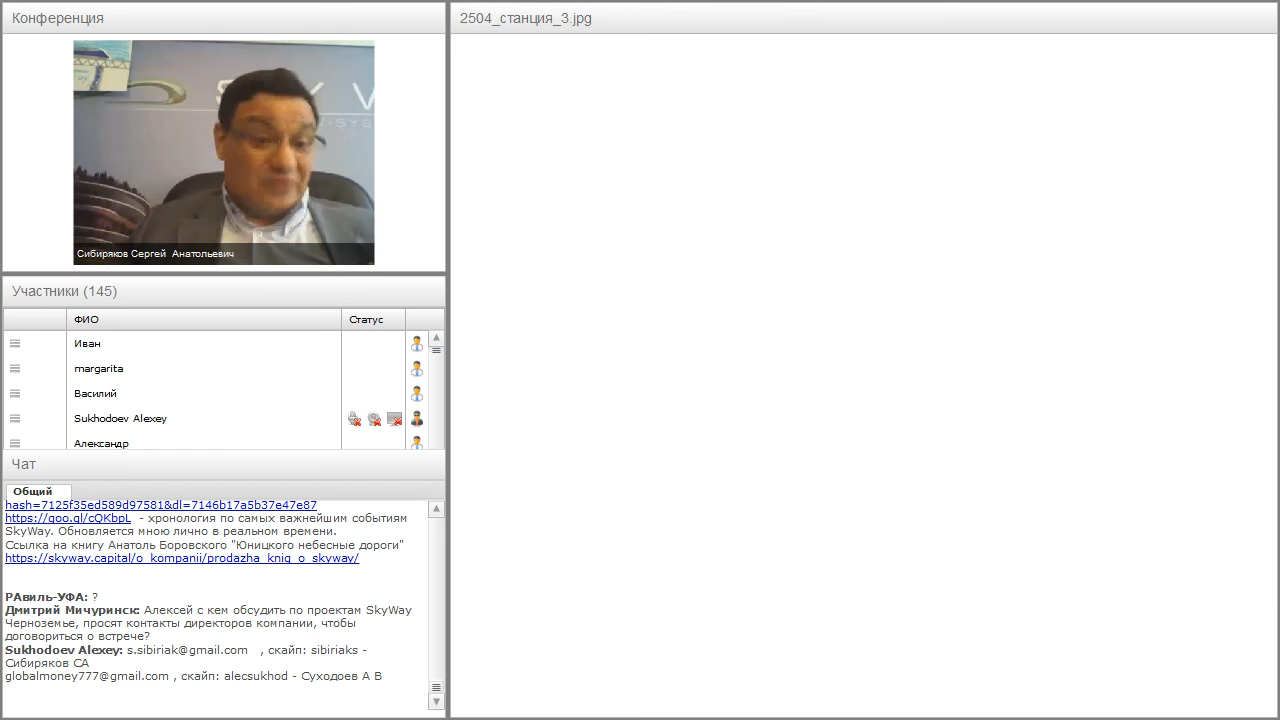 Конференция
2504_станция_3.jpg
SKY W
Сибиряков Сергей Анатольевич
Участники (145)
ФИО
Статус
Иван
margarita
Василий
Sukhodoev Alexey
Александр
Чат
Общий
hash=7125f35ed589d97581&dl=7146b17a5b37e47e87
https://goo.gl/cQKbpL - хронология по самых важнейшим событиям
SkyWay. Обновляется мною лично в реальном времени.
Ссылка на книгу Анатоль Боровского "Юницкого небесные дороги"
https://skyway.capital/o_kompanii/prodazha_knig_o_skyway/
РАвиль-УФА: ?
Дмитрий Мичуринск: Алексей с кем обсудить по проектам SkyWay
Черноземье, просят контакты директоров компании, чтобы
договориться о встрече?
Sukhodoev Alexey: s.sibiriak@gmail.com , скайп: sibiriaks -
Сибиряков СА
globalmoney777@gmail.com , скайп: alecsukhod - Суходоев А В